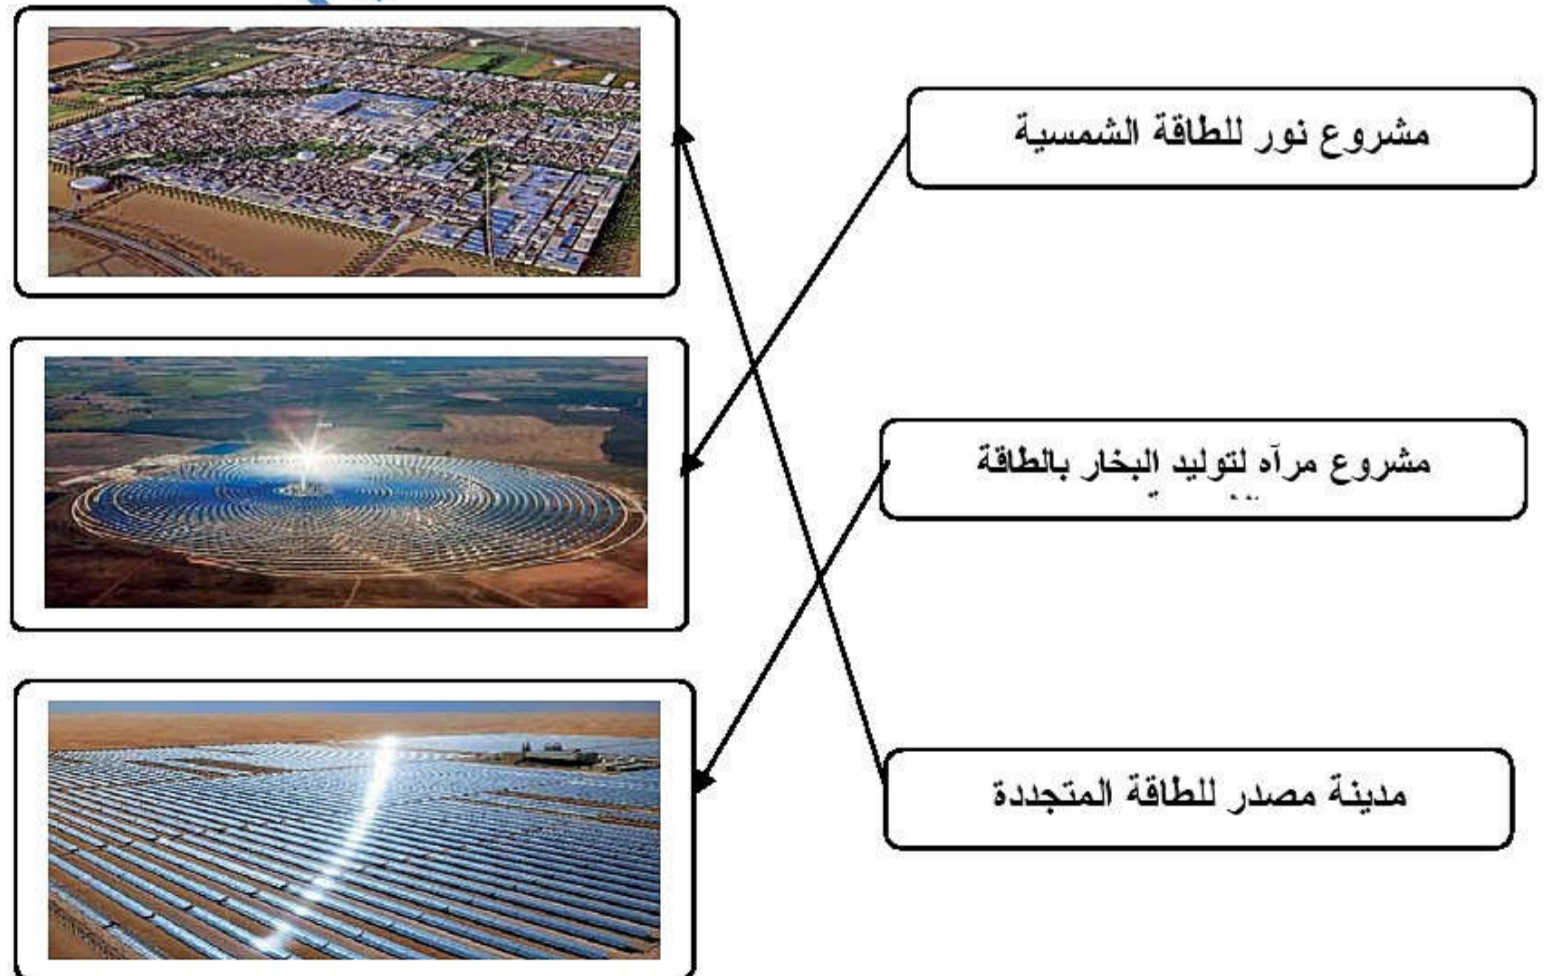 مشروع نور للطاقة الشمسية
مشروع مرآه لتوليد البخار بالطاقة
مدينة مصدر للطاقة المتجددة